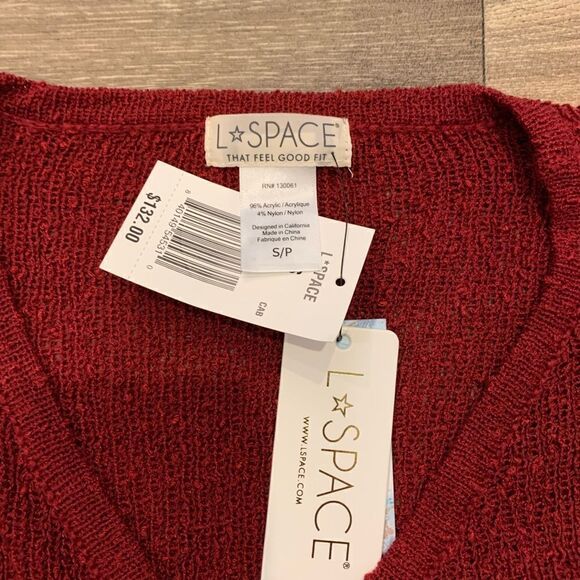 L☆SPACE®
THAT FEEL GOOD FIT
RN# 130061
96% Acrylic / Acrylique
4% Nylon / Nylon
Designed in California
Made in China
Fabriqué en Chine
S/P
$132.00
L*SPACE
CAB
L☆SPACE®
WWW.LSPACE.COM